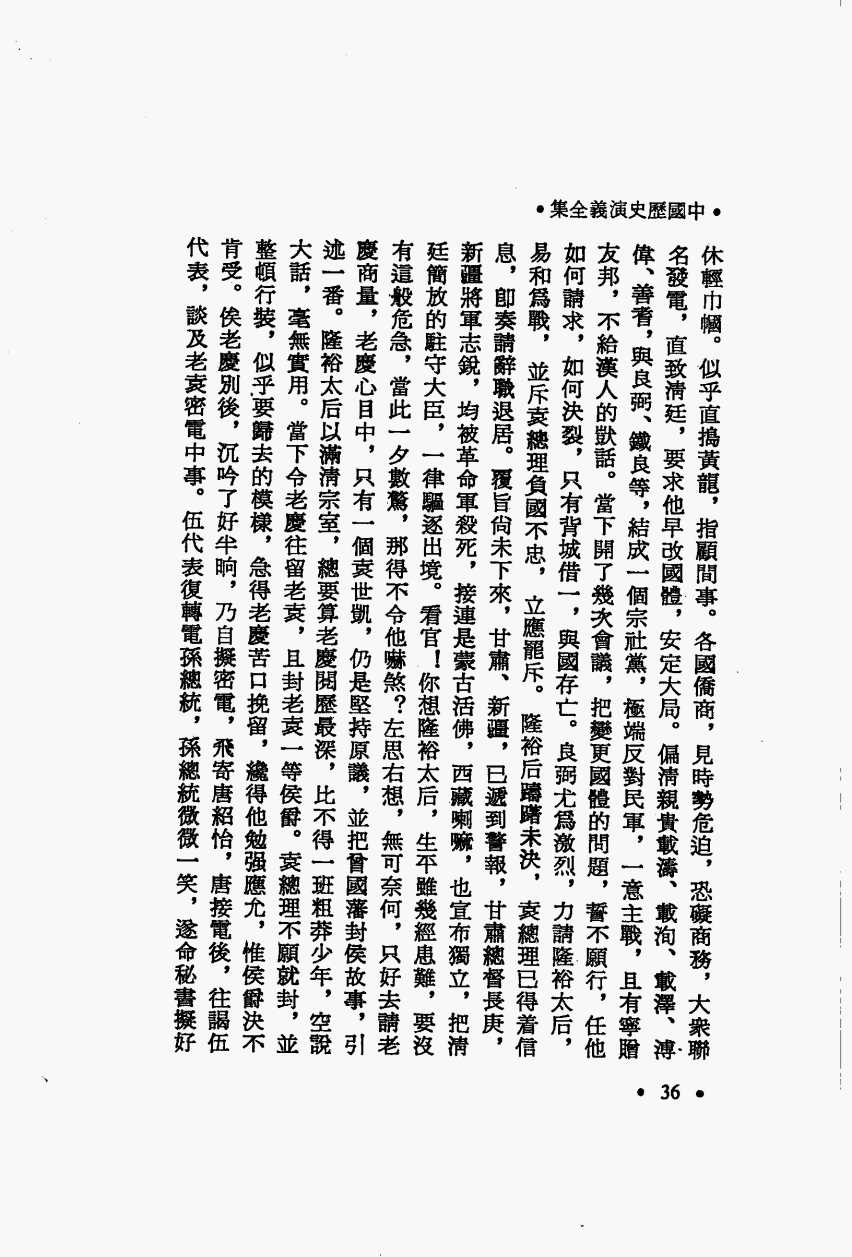 •中國歷史演義全集•
休輕巾幗。似乎直搗黃龍，指顧間事。各國僑商，見時勢危迫，恐礙商務，大衆聯
名發電，直致淸廷，要求他早改國體，安定大局。偏淸親貴載濤、載洵、載澤、溥
偉、善耆，與良弼、鐵良等，結成一個宗社黨，極端反對民軍，一意主戰，且有寧贈
友邦，不給漢人的獃話。當下開了幾次會議，把變更國體的問題，誓不願行，任他
如何請求，如何決裂，只有背城借一，與國存亡。良弼尤爲激烈，力請隆裕太后，
易和爲戰，並斥袁總理負國不忠，立應罷斥。隆裕后躊躇未決，袁總理已得着信
息，卽奏請辭職退居。覆旨尙未下來，甘肅、新疆，已遞到警報，甘肅總督長庚，
新疆將軍志銳，均被革命軍殺死，接連是蒙古活佛，西藏喇嘛，也宣布獨立，把淸
廷簡放的駐守大臣，一律驅逐出境。看官！你想隆裕太后，生平雖幾經患難，要沒
有這般危急，當此一夕數驚，那得不令他嚇煞？左思右想，無可奈何，只好去請老
慶商量，老慶心目中，只有一個袁世凱，仍是堅持原議，並把曾國藩封侯故事，引
述一番。隆裕太后以滿淸宗室，總要算老慶閱歷最深，比不得一班粗莽少年，空說
大話，毫無實用。當下令老慶往留老袁，且封老袁一等侯爵。袁總理不願就封，並
整頓行裝，似乎要歸去的模樣，急得老慶苦口挽留，纔得他勉强應允，惟侯爵決不
肯受。俟老慶別後，沉吟了好半晌，乃自擬密電，飛寄唐紹怡，唐接電後，往謁伍
代表，談及老袁密電中事。伍代表復轉電孫總統，孫總統微微一笑，遂命秘書擬好
• 36 •